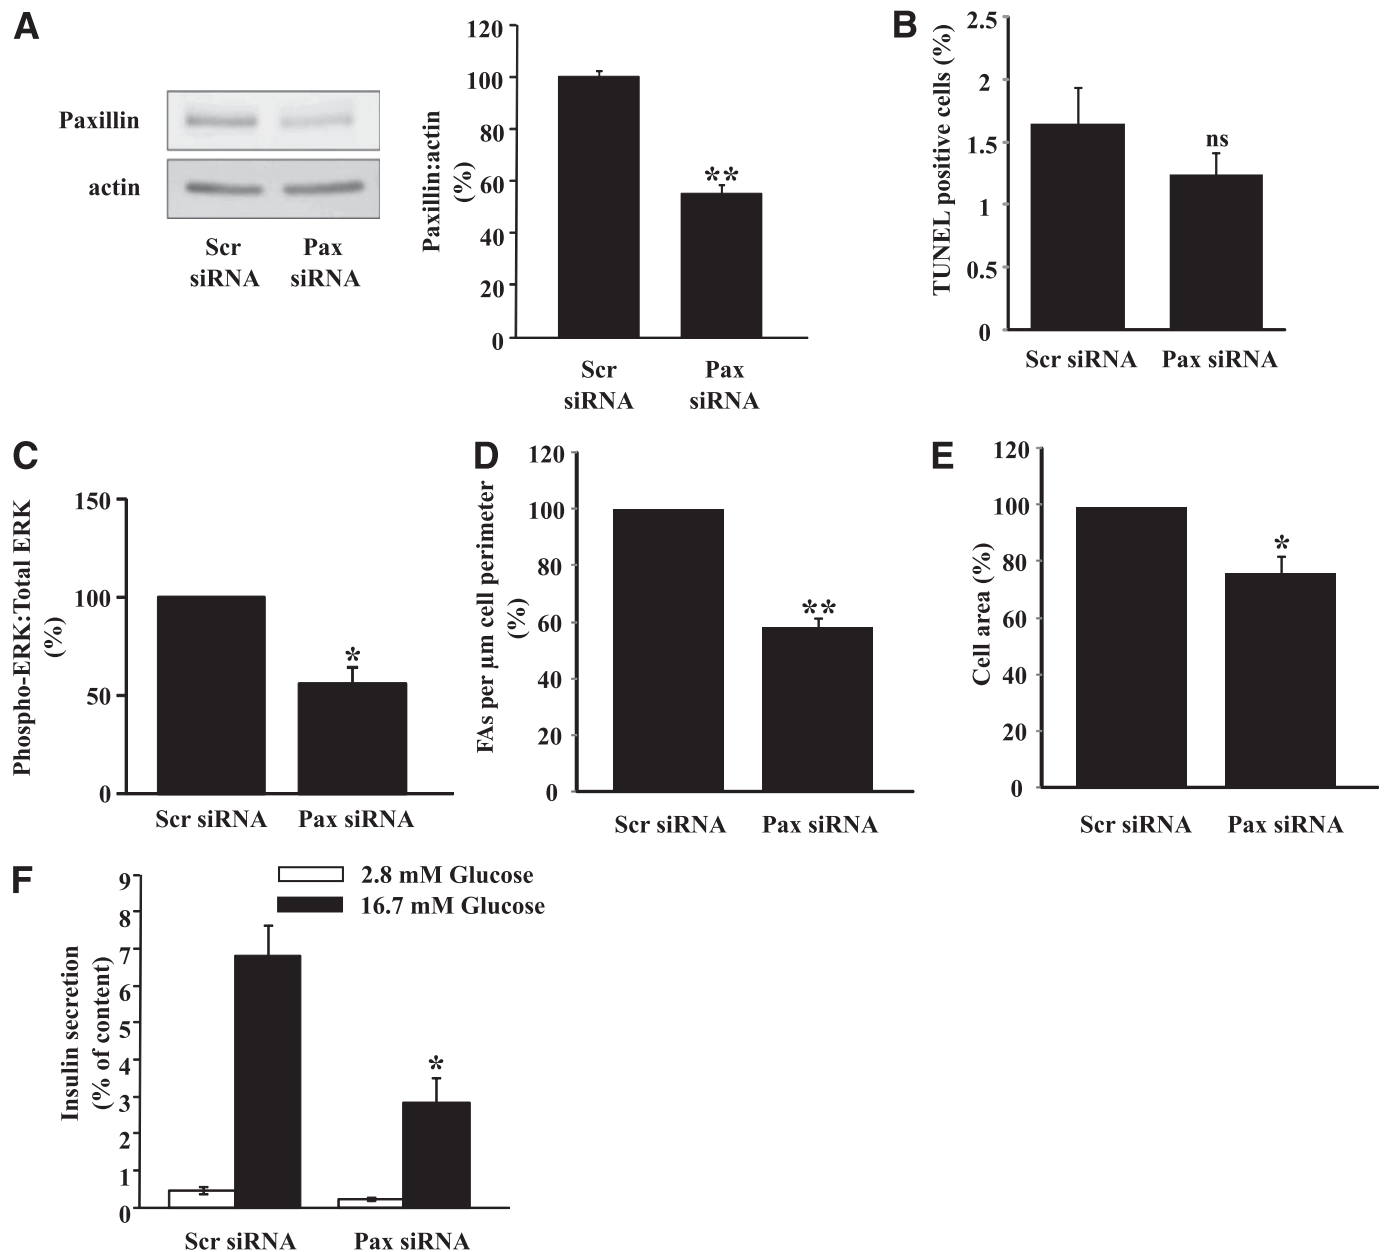 A
Paxillin
actin
Scr
siRNA
Pax
siRNA
Paxillin:actin
(%)
120
100
80
60
40
20
0
**
Scr
siRNA
Pax
siRNA
B
TUNEL positive cells (%)
2.5
2
1.5
1
0.5
0
ns
Scr siRNA
Pax siRNA
C
Phospho-ERK:Total ERK
(%)
150
100
50
0
*
Scr siRNA
Pax siRNA
D
FAs per µm cell perimeter
(%)
120
100
80
60
40
20
0
**
Scr siRNA
Pax siRNA
E
Cell area (%)
120
100
80
60
40
20
0
*
Scr siRNA
Pax siRNA
F
2.8 mM Glucose
16.7 mM Glucose
Insulin secretion
(% of content)
9
8
7
6
5
4
3
2
1
0
*
Scr siRNA
Pax siRNA